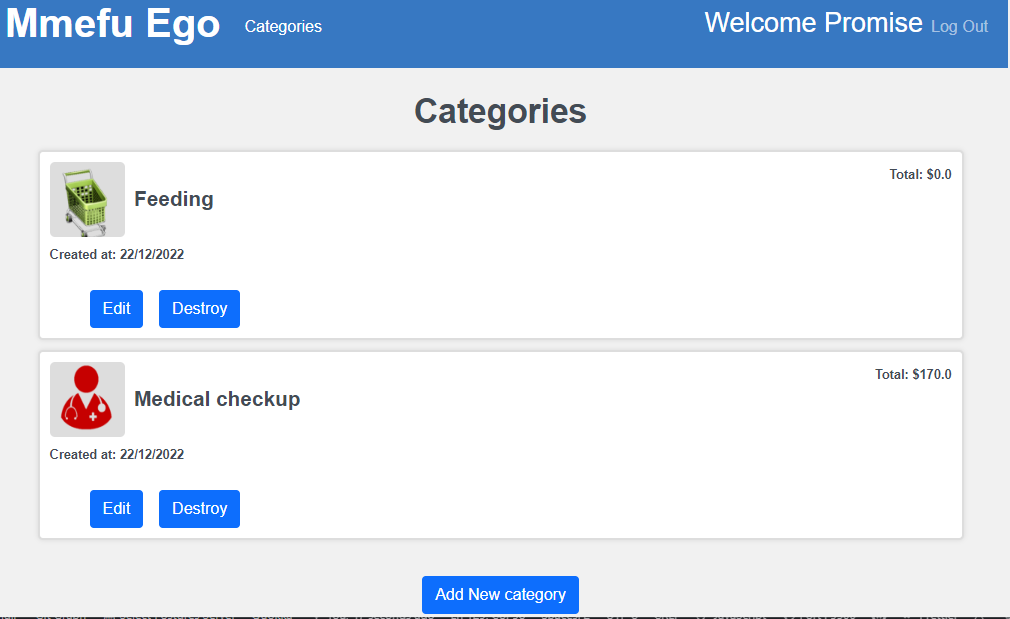 Mmefu Ego Categories Welcome Promise Log Out
Categories
Feeding
Total: $0.0
Created at: 22/12/2022
Edit Destroy
Medical checkup
Total: $170.0
Created at: 22/12/2022
Edit Destroy
Add New category